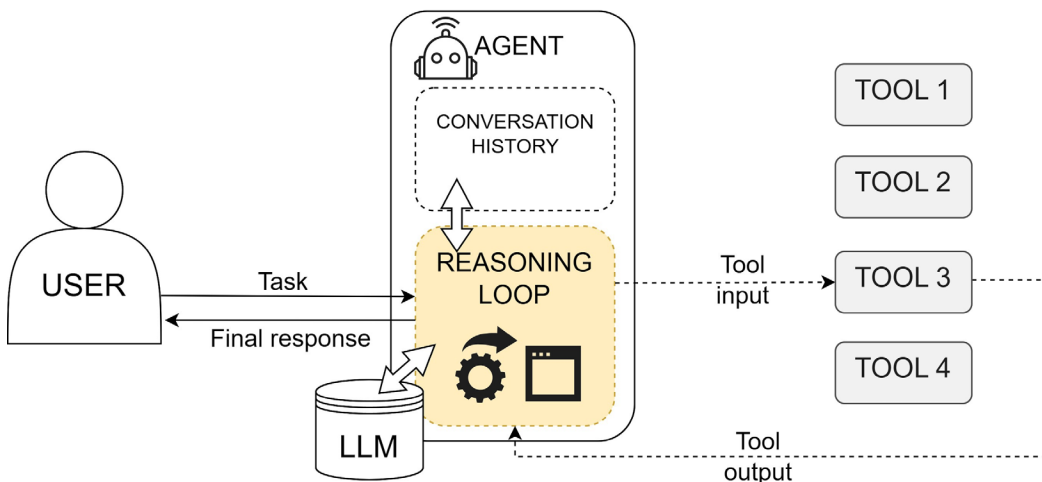 AGENT
CONVERSATION
HISTORY
USER
Task
Final response
REASONING
LOOP
LLM
Tool
input
Tool
output
TOOL 1
TOOL 2
TOOL 3
TOOL 4